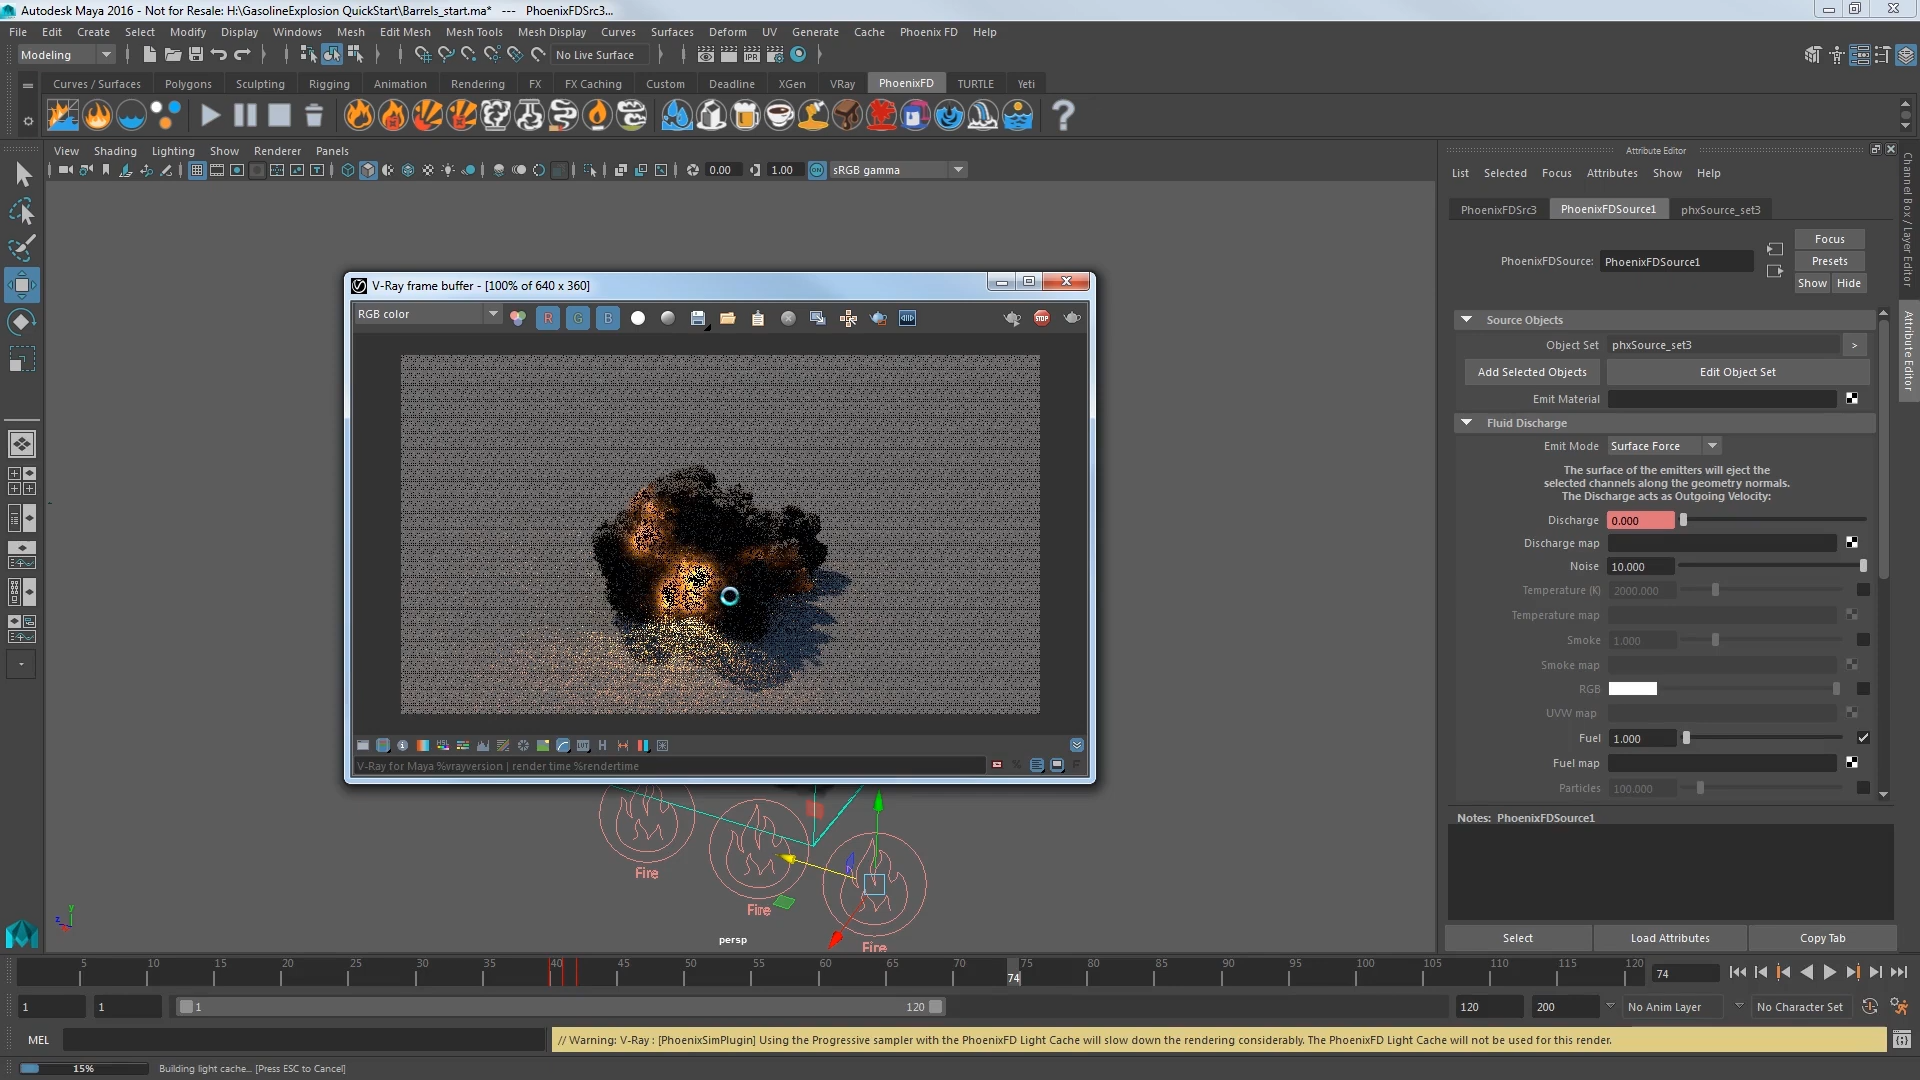 Autodesk Maya 2016 - Not for Resale: H:\GasolineExplosion QuickStart\Barrels_start.ma* --- PhoenixFDSrc3...
File Edit Create Select Modify Display Windows Mesh Edit Mesh Mesh Tools Mesh Display Curves Surfaces Deform UV Generate Cache Phoenix FD Help
Modeling No Live Surface IPR
Curves / Surfaces Polygons Sculpting Rigging Animation Rendering FX FX Caching Custom Deadline XGen VRay PhoenixFD TURTLE Yeti
View Shading Lighting Show Renderer Panels
0.00 1.00 sRGB gamma
Attribute Editor
List Selected Focus Attributes Show Help
PhoenixFDSrc3 PhoenixFDSource1 phxSource_set3
PhoenixFDSource: PhoenixFDSource1
Focus
Presets
Show Hide
Source Objects
Object Set phxSource_set3 >
Add Selected Objects Edit Object Set
Emit Material
Fluid Discharge
Emit Mode Surface Force
The surface of the emitters will eject the
selected channels along the geometry normals.
The Discharge acts as Outgoing Velocity:
Discharge 0.000
Discharge map
Noise 10.000
Temperature (K) 2000.000
Temperature map
Smoke 1.000
Smoke map
RGB
UVW map
Fuel 1.000
Fuel map
Particles 100.000
Notes: PhoenixFDSource1
Select Load Attributes Copy Tab
Channel Box / Layer Editor
Attribute Editor
V-Ray frame buffer - [100% of 640 x 360]
RGB color R G B STOP
V-Ray for Maya %vrayversion | render time %rendertime
Fire
Fire
Fire
persp
5 10 15 20 25 30 35 40 45 50 55 60 65 70 75 80 85 90 95 100 105 110 115 120
74
74
1 1 1 120 120 200 No Anim Layer No Character Set
MEL // Warning: V-Ray : [PhoenixSimPlugin] Using the Progressive sampler with the PhoenixFD Light Cache will slow down the rendering considerably. The PhoenixFD Light Cache will not be used for this render.
15% Building light cache... [Press ESC to Cancel]